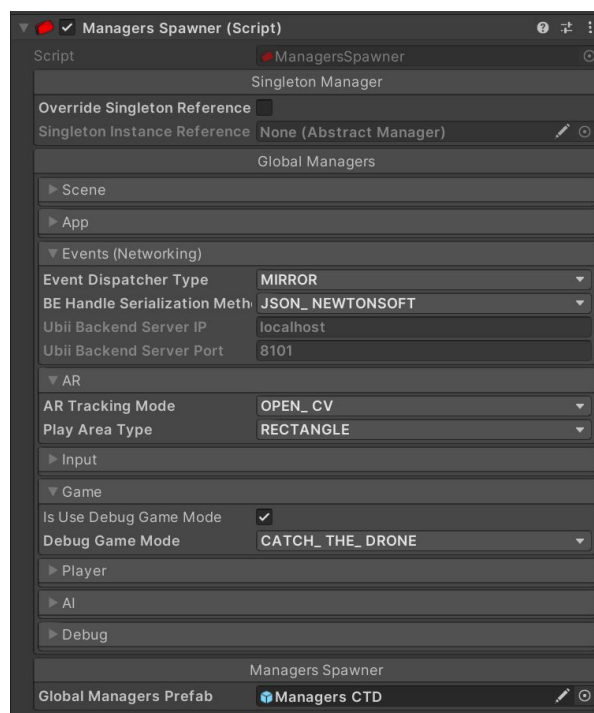 Managers Spawner (Script)
Script ManagersSpawner
Singleton Manager
Override Singleton Reference
Singleton Instance Reference None (Abstract Manager)
Global Managers
Scene
App
Events (Networking)
Event Dispatcher Type MIRROR
BE Handle Serialization Meth JSON_ NEWTONSOFT
Ubii Backend Server IP localhost
Ubii Backend Server Port 8101
AR
AR Tracking Mode OPEN_ CV
Play Area Type RECTANGLE
Input
Game
Is Use Debug Game Mode
Debug Game Mode CATCH_ THE_ DRONE
Player
AI
Debug
Managers Spawner
Global Managers Prefab Managers CTD